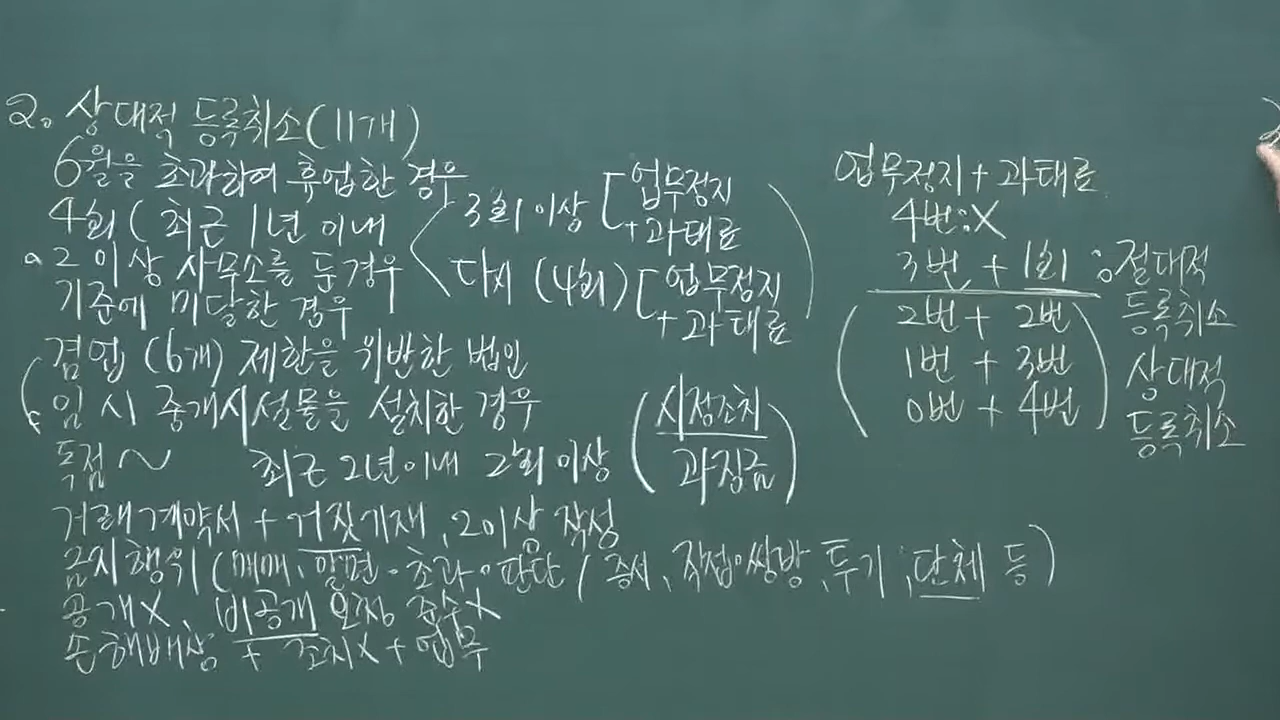 2. 상대적 등록취소(11개)
6월을 초과하여 휴업한 경우
4회 ( 최근 1년 이내
3회 이상 [ 업무정지
+ 과태료
다시 (4회) [ 업무정지
+ 과태료 )
2 이상 사무소를 둔 경우
기준에 미달한 경우
겸업 (6개) 제한을 위반한 법인
임시 중개시설물을 설치한 경우
독점 ~ 최근 2년 이내 2회 이상 ( 시정조치
과징금 )
거래계약서 + 거짓기재, 2이상 작성
금지행위 ( 매매、알면・초과・판단 / 증서、직접・쌍방、투기、단체 등 )
공개X、비공개 요청 준수X
손해배상 + 조치X + 업무
업무정지 + 과태료
4번 : X
3번 + 1회 : 절대적
등록취소
2번 + 2번
1번 + 3번
0번 + 4번
상대적
등록취소